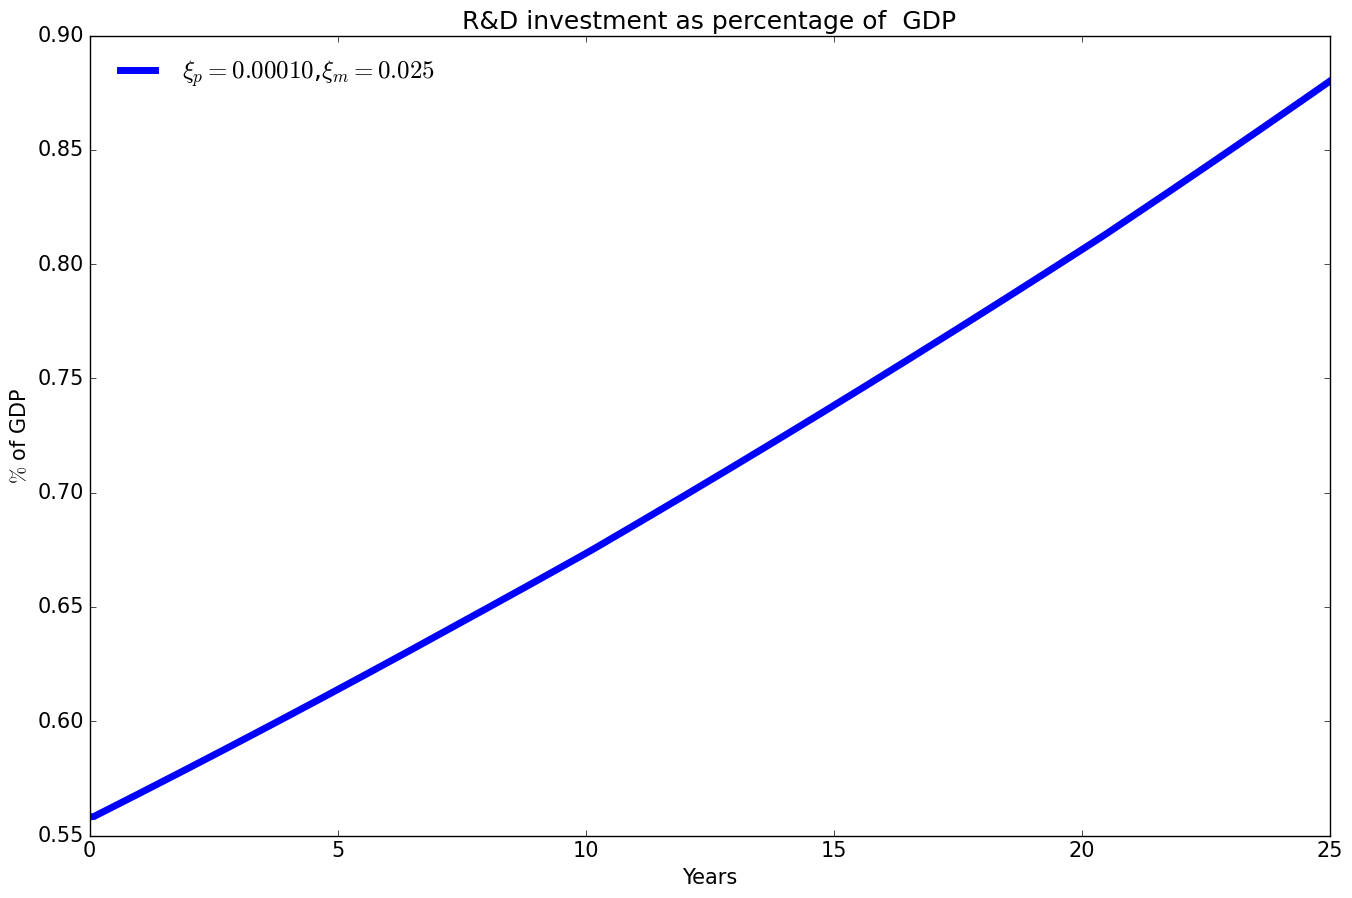 R&D investment as percentage of  GDP
0.90
ξp = 0.00010,ξm = 0.025
0.85
0.80
0.75
0.70
0.65
0.60
0.55
% of GDP
0 5 10 15 20 25
Years